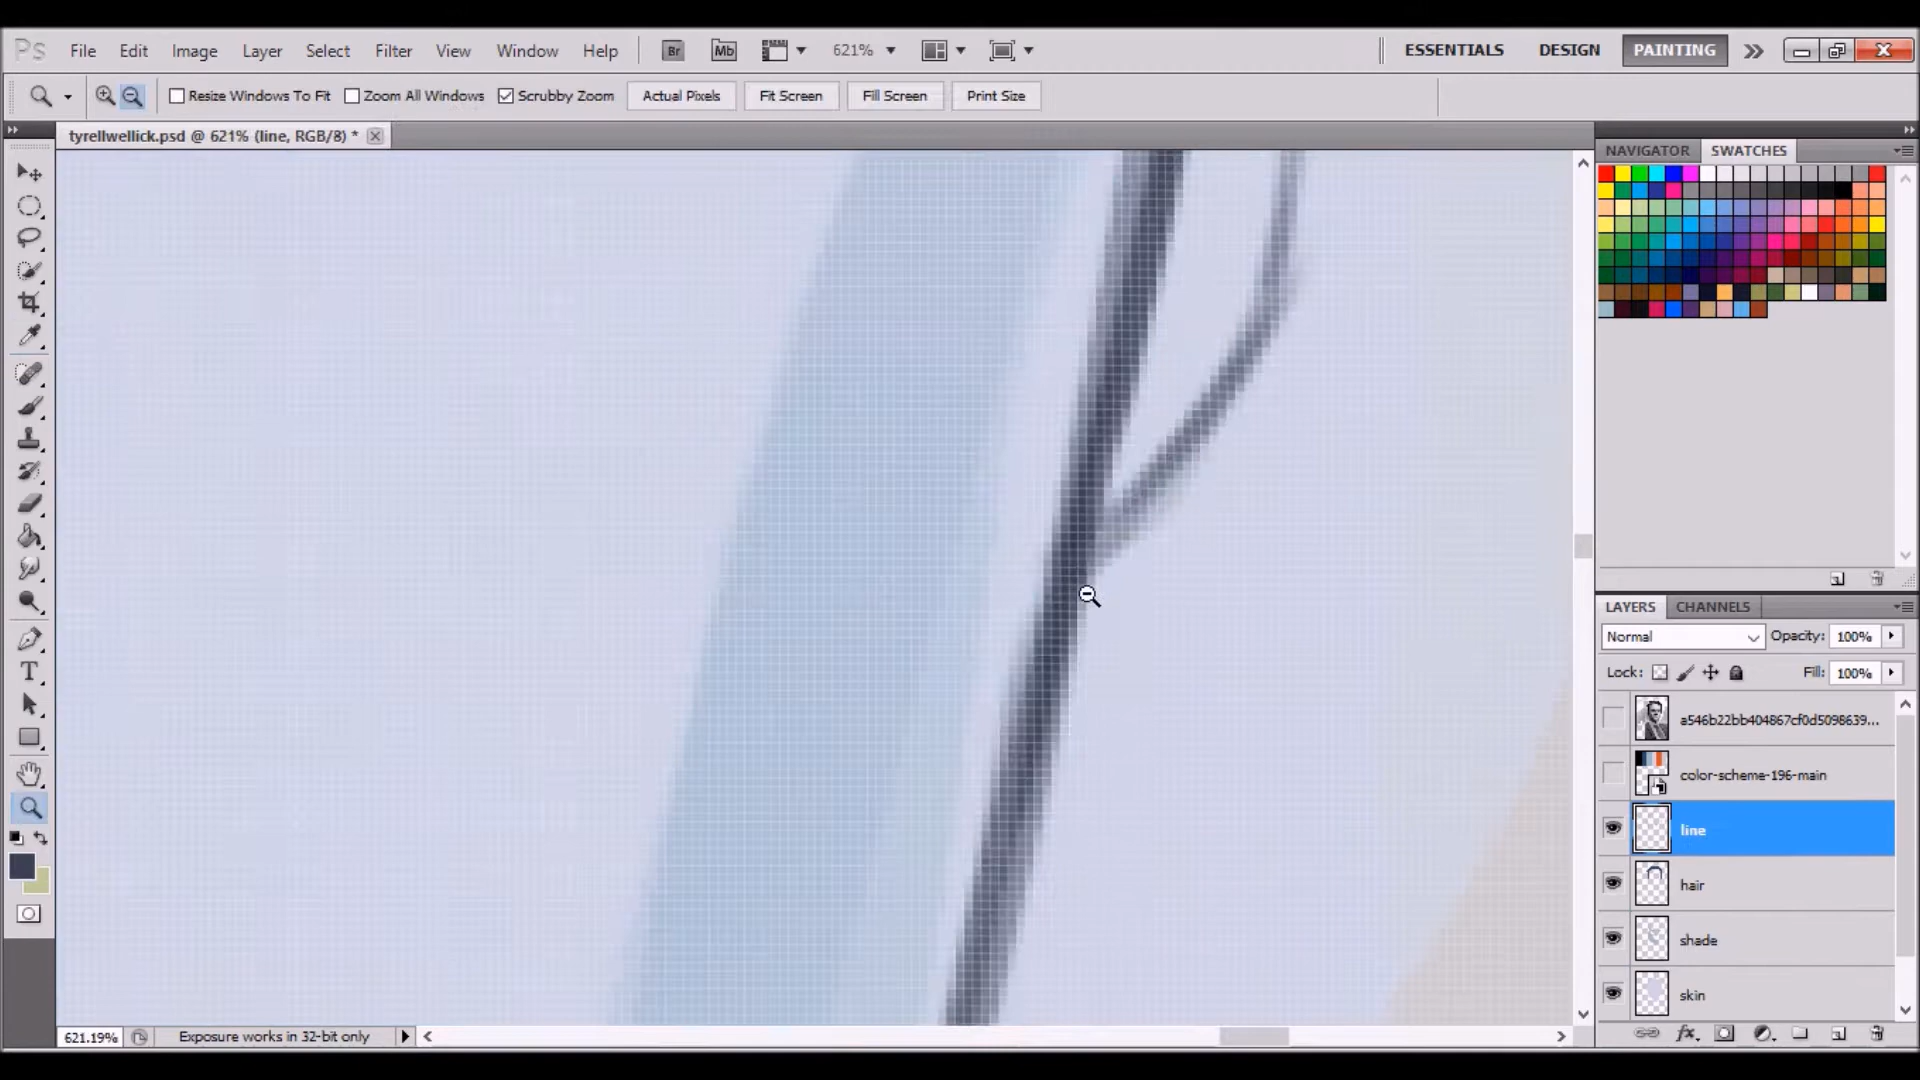 Ps File Edit Image Layer Select Filter View Window Help Br Mb 621% ESSENTIALS DESIGN PAINTING
Resize Windows To Fit Zoom All Windows Scrubby Zoom Actual Pixels Fit Screen Fill Screen Print Size
tyrellwellick.psd @ 621% (line, RGB/8) *
NAVIGATOR SWATCHES
LAYERS CHANNELS
Normal Opacity: 100%
Lock: Fill: 100%
a546b22bb404867cf0d5098639...
color-scheme-196-main
line
hair
shade
skin
621.19% Exposure works in 32-bit only